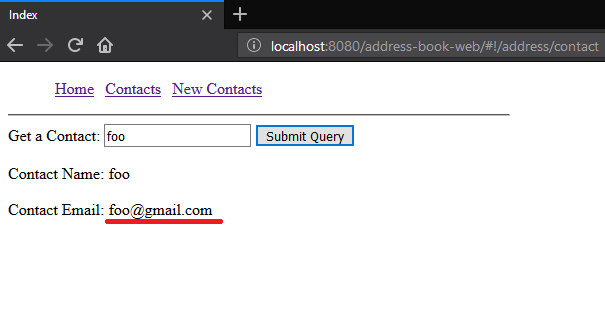 Index
localhost:8080/address-book-web/#!/address/contact
Home Contacts New Contacts
Get a Contact: foo Submit Query
Contact Name: foo
Contact Email: foo@gmail.com